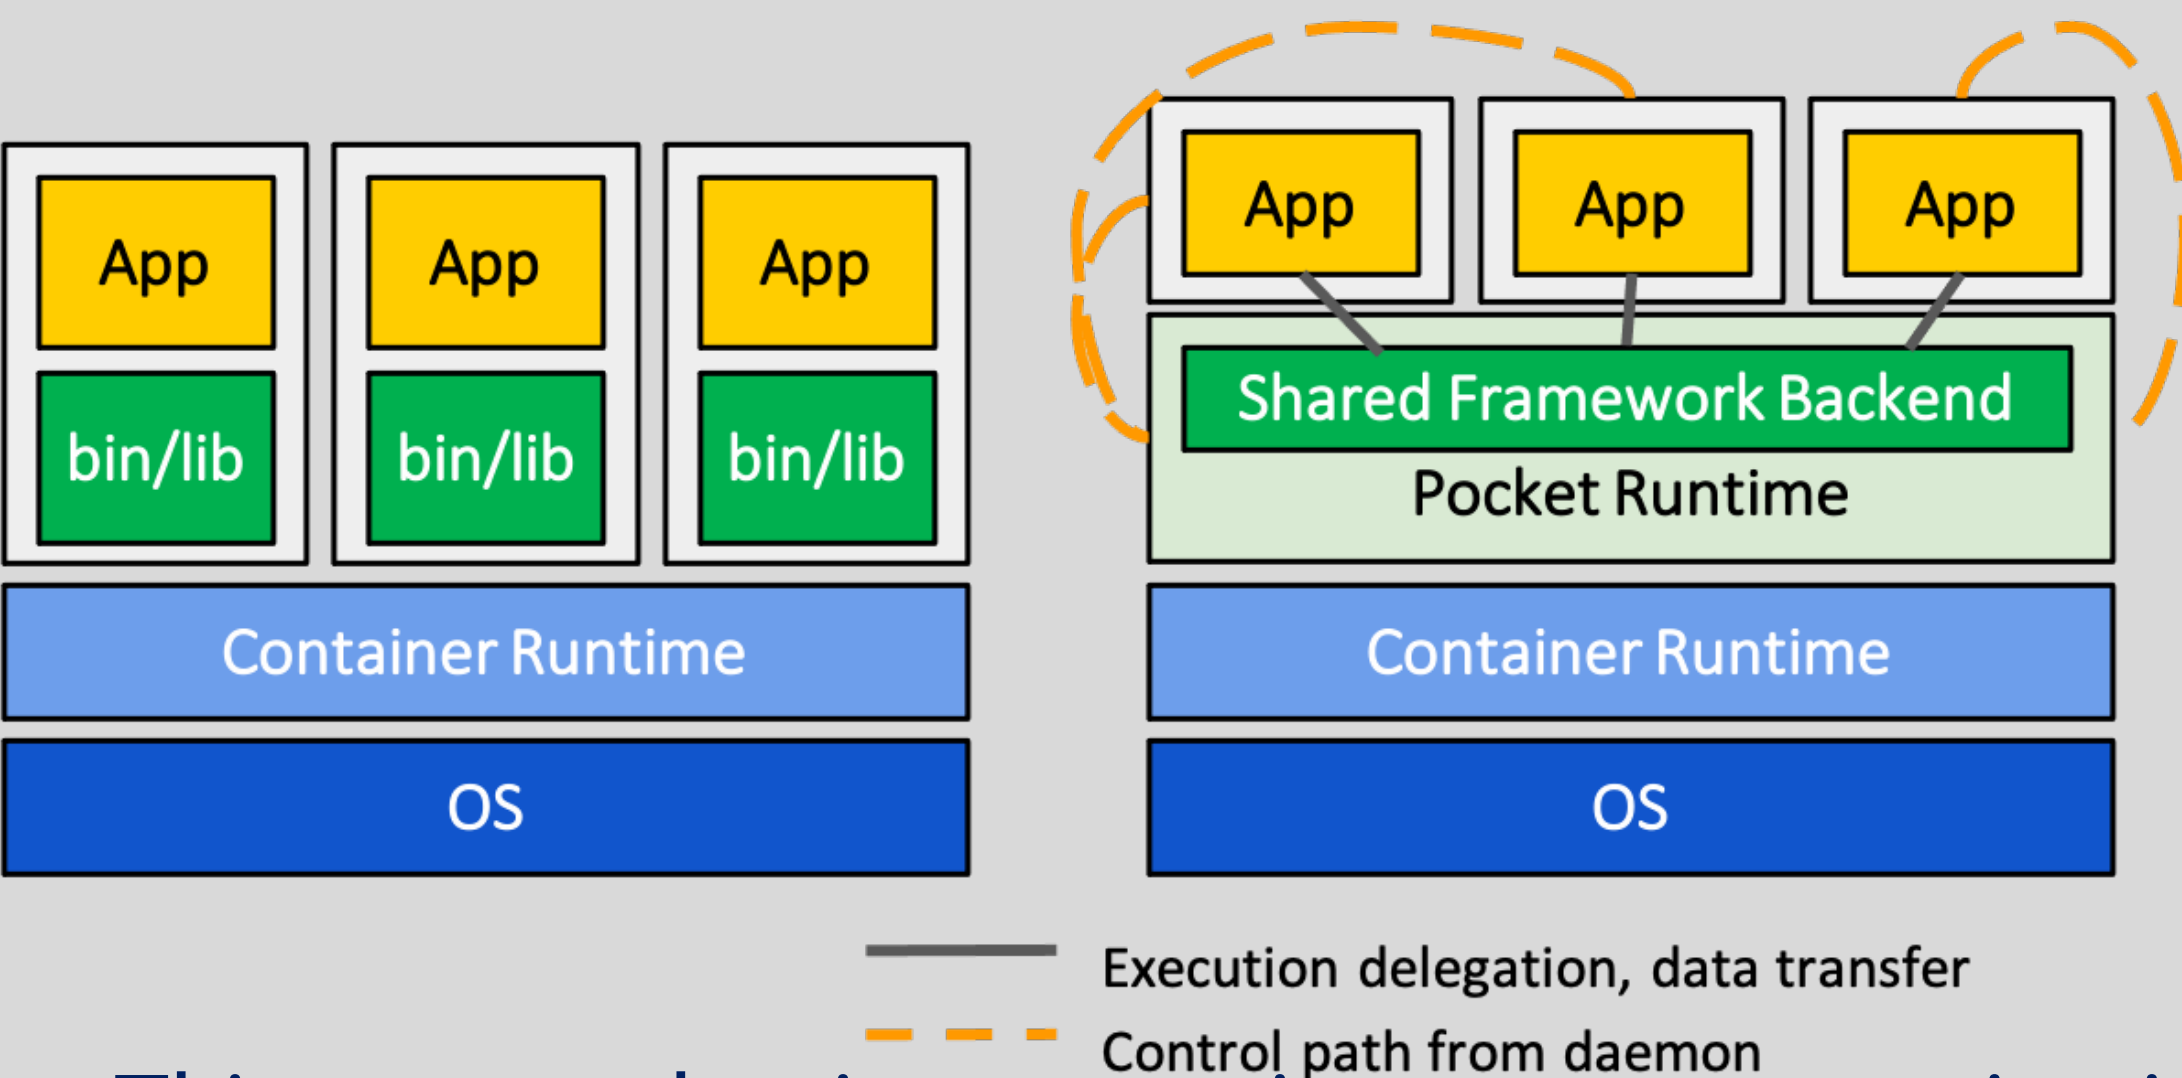 App
App
App
bin/lib
bin/lib
bin/lib
Container Runtime
OS
App
App
App
Shared Framework Backend
Pocket Runtime
Container Runtime
OS
Execution delegation, data transfer
Control path from daemon